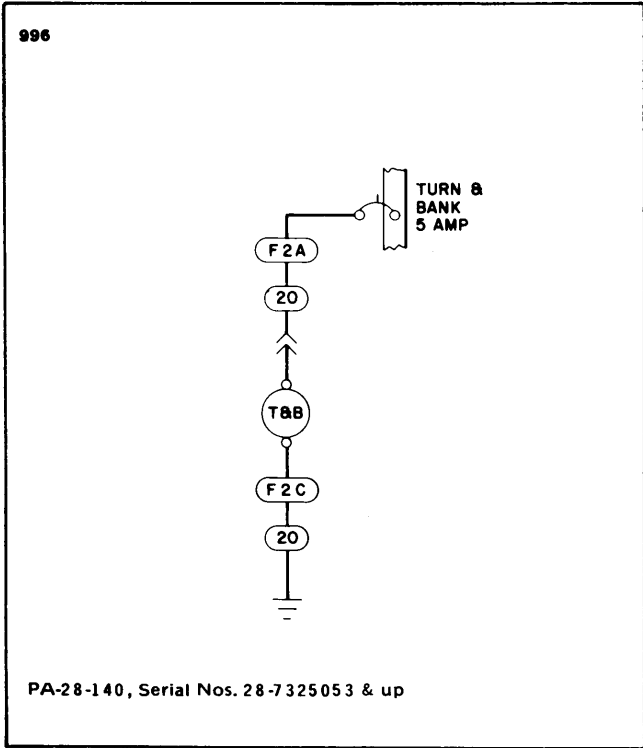 996
TURN &
BANK
5 AMP
F2A
20
T&B
F2C
20
PA-28-140, Serial Nos. 28-7325053 & up